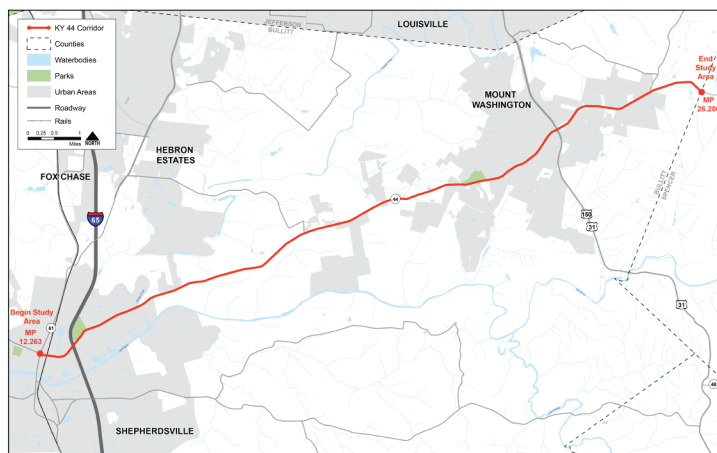 KY 44 Corridor
Counties
Waterbodies
Parks
Urban Areas
Roadway
Rails
0 0.5 1
Miles
NORTH
JEFFERSON
BULLITT
LOUISVILLE
End
Study
Area
MP
26.280
MOUNT
WASHINGTON
HEBRON
ESTATES
FOX CHASE
65
44
BULLITT
SPENCER
150
31
31
Begin Study
Area
MP
12.263
61
SHEPHERDSVILLE